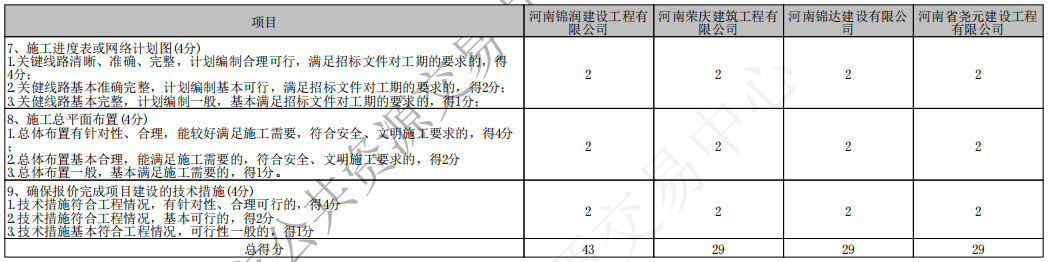 项目
河南锦润建设工程有限公司
河南荣庆建筑工程有限公司
河南锦达建设有限公司
河南省尧元建设工程有限公司
7、施工进度表或网络计划图(4分)
1.关键线路清晰、准确、完整，计划编制合理可行，满足招标文件对工期的要求的，得
4分；
2.关健线路基本准确完整，计划编制基本可行，满足招标文件对工期的要求的，得2分；
3.关健线路基本完整，计划编制一般，基本满足招标文件对工期的要求的，得1分；
2 2 2 2
8、施工总平面布置(4分)
1.总体布置有针对性、合理，能较好满足施工需要，符合安全、文明施工要求的，得4分
；
2.总体布置基本合理，能满足施工需要的，符合安全、文明施工要求的，得2分
3.总体布置一般，基本满足施工需要的，得1分。
2 2 2 2
9、确保报价完成项目建设的技术措施(4分)
1.技术措施符合工程情况，有针对性、合理可行的，得4分
2.技术措施符合工程情况，基本可行的，得2分
3.技术措施基本符合工程情况，可行性一般的，得1分
2 2 2 2
总得分 43 29 29 29
公共资源交易中心
交易中心